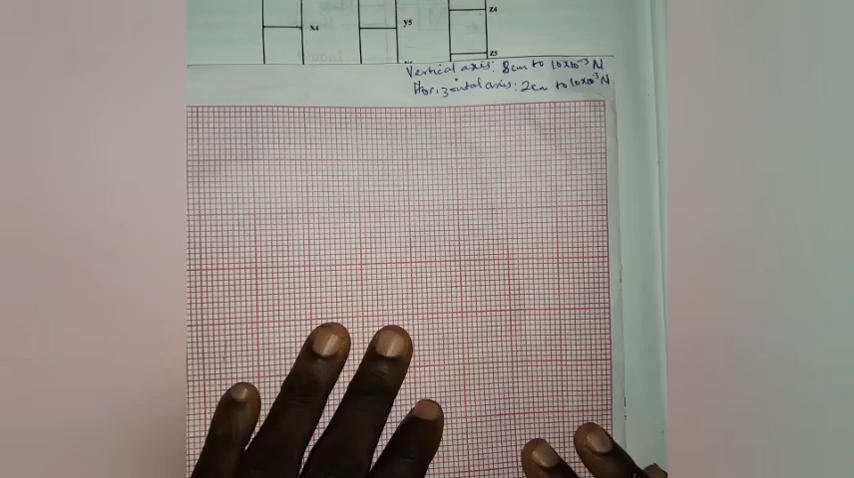 Z4
X4
Y5
Z5
Vertical axis: 8cm to 10x10⁻³ N
Horizontal axis: 2cm to 10x10⁻³ N